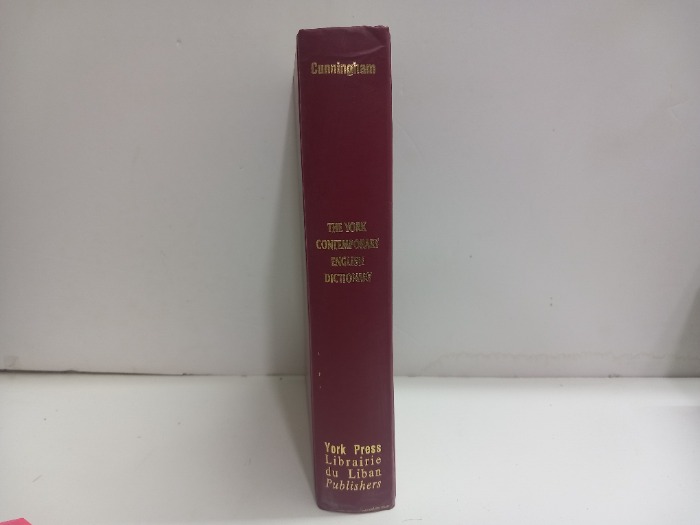 Cunningham
THE YORK
CONTEMPORARY
ENGLISH
DICTIONARY
York Press
Librairie
du Liban
Publishers